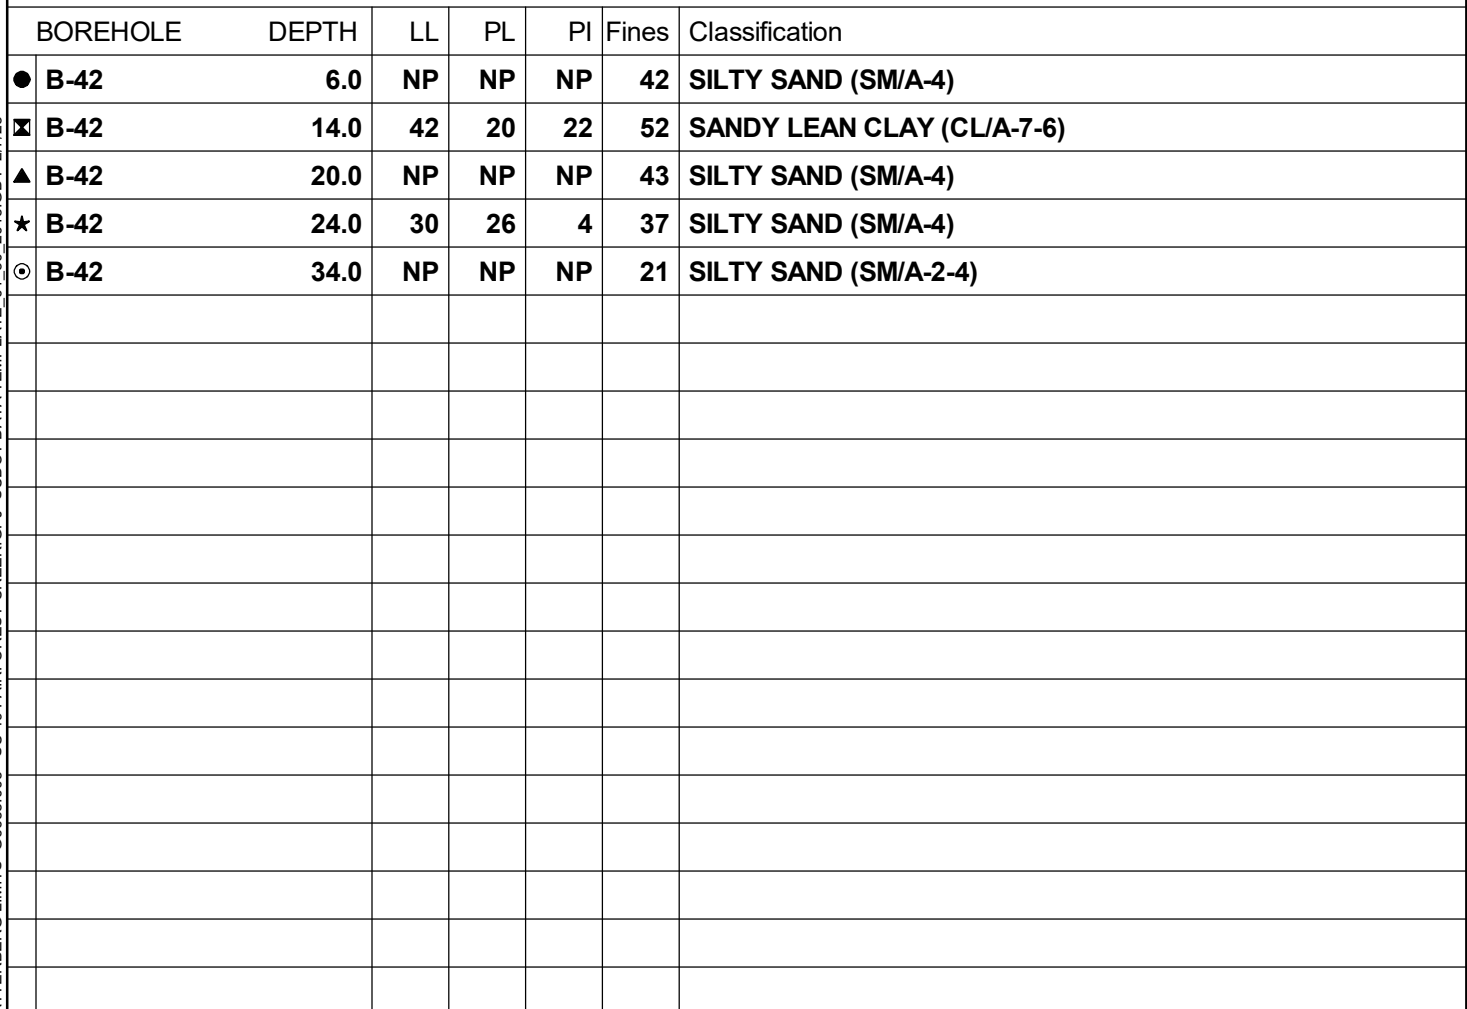 BOREHOLE DEPTH LL PL PI Fines Classification
B-42 6.0 NP NP NP 42 SILTY SAND (SM/A-4)
B-42 14.0 42 20 22 52 SANDY LEAN CLAY (CL/A-7-6)
B-42 20.0 NP NP NP 43 SILTY SAND (SM/A-4)
B-42 24.0 30 26 4 37 SILTY SAND (SM/A-4)
B-42 34.0 NP NP NP 21 SILTY SAND (SM/A-2-4)